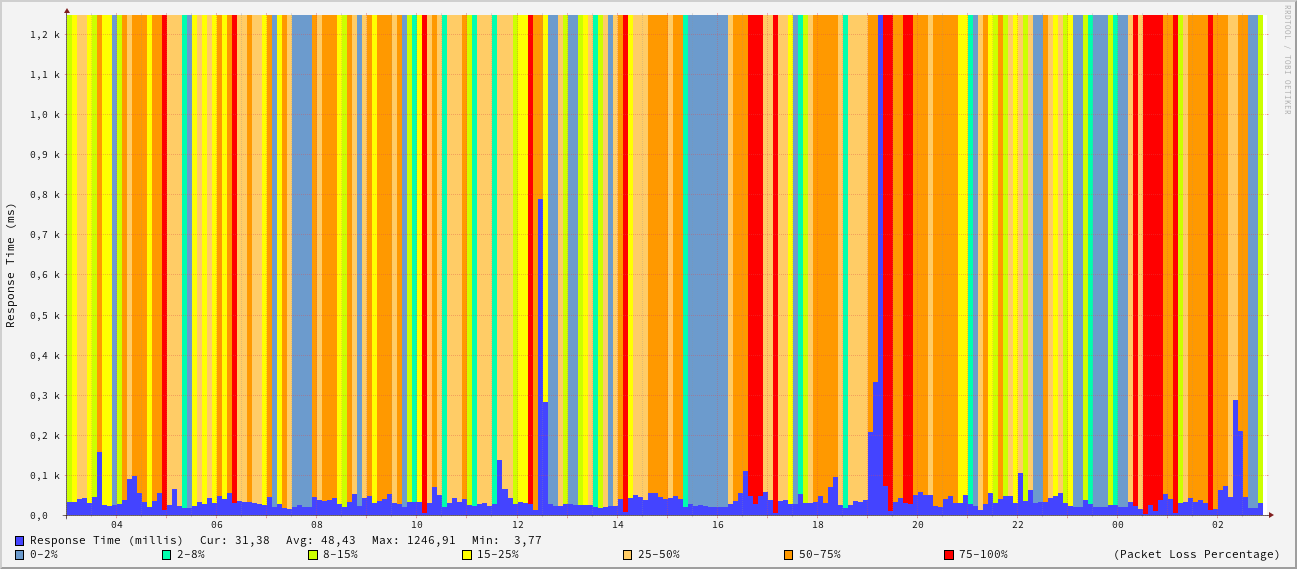 RRDTOOL / TOBI OETIKER
Response Time (ms)
1,2 k
1,1 k
1,0 k
0,9 k
0,8 k
0,7 k
0,6 k
0,5 k
0,4 k
0,3 k
0,2 k
0,1 k
0,0
04 06 08 10 12 14 16 18 20 22 00 02
Response Time (millis) Cur: 31,38 Avg: 48,43 Max: 1246,91 Min: 3,77
0-2% 2-8% 8-15% 15-25% 25-50% 50-75% 75-100% (Packet Loss Percentage)